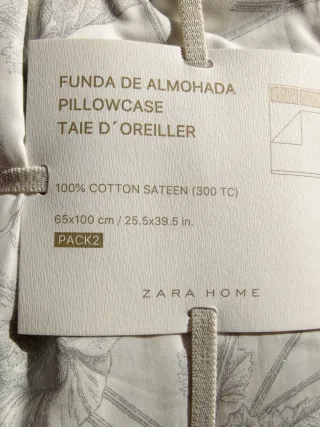 FUNDA DE ALMOHADA
PILLOWCASE
TAIE D´OREILLER
100% COTTON SATEEN (300 TC)
65x100 cm / 25.5x39.5 in.
PACK2
ZARA HOME